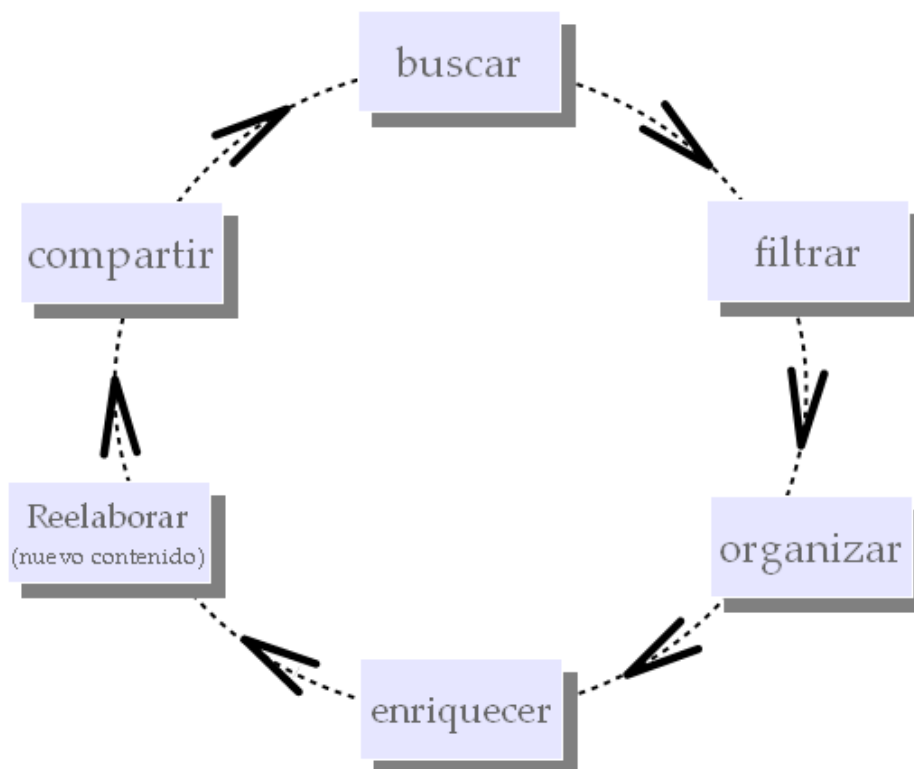 buscar
filtrar
organizar
enriquecer
Reelaborar
(nuevo contenido)
compartir